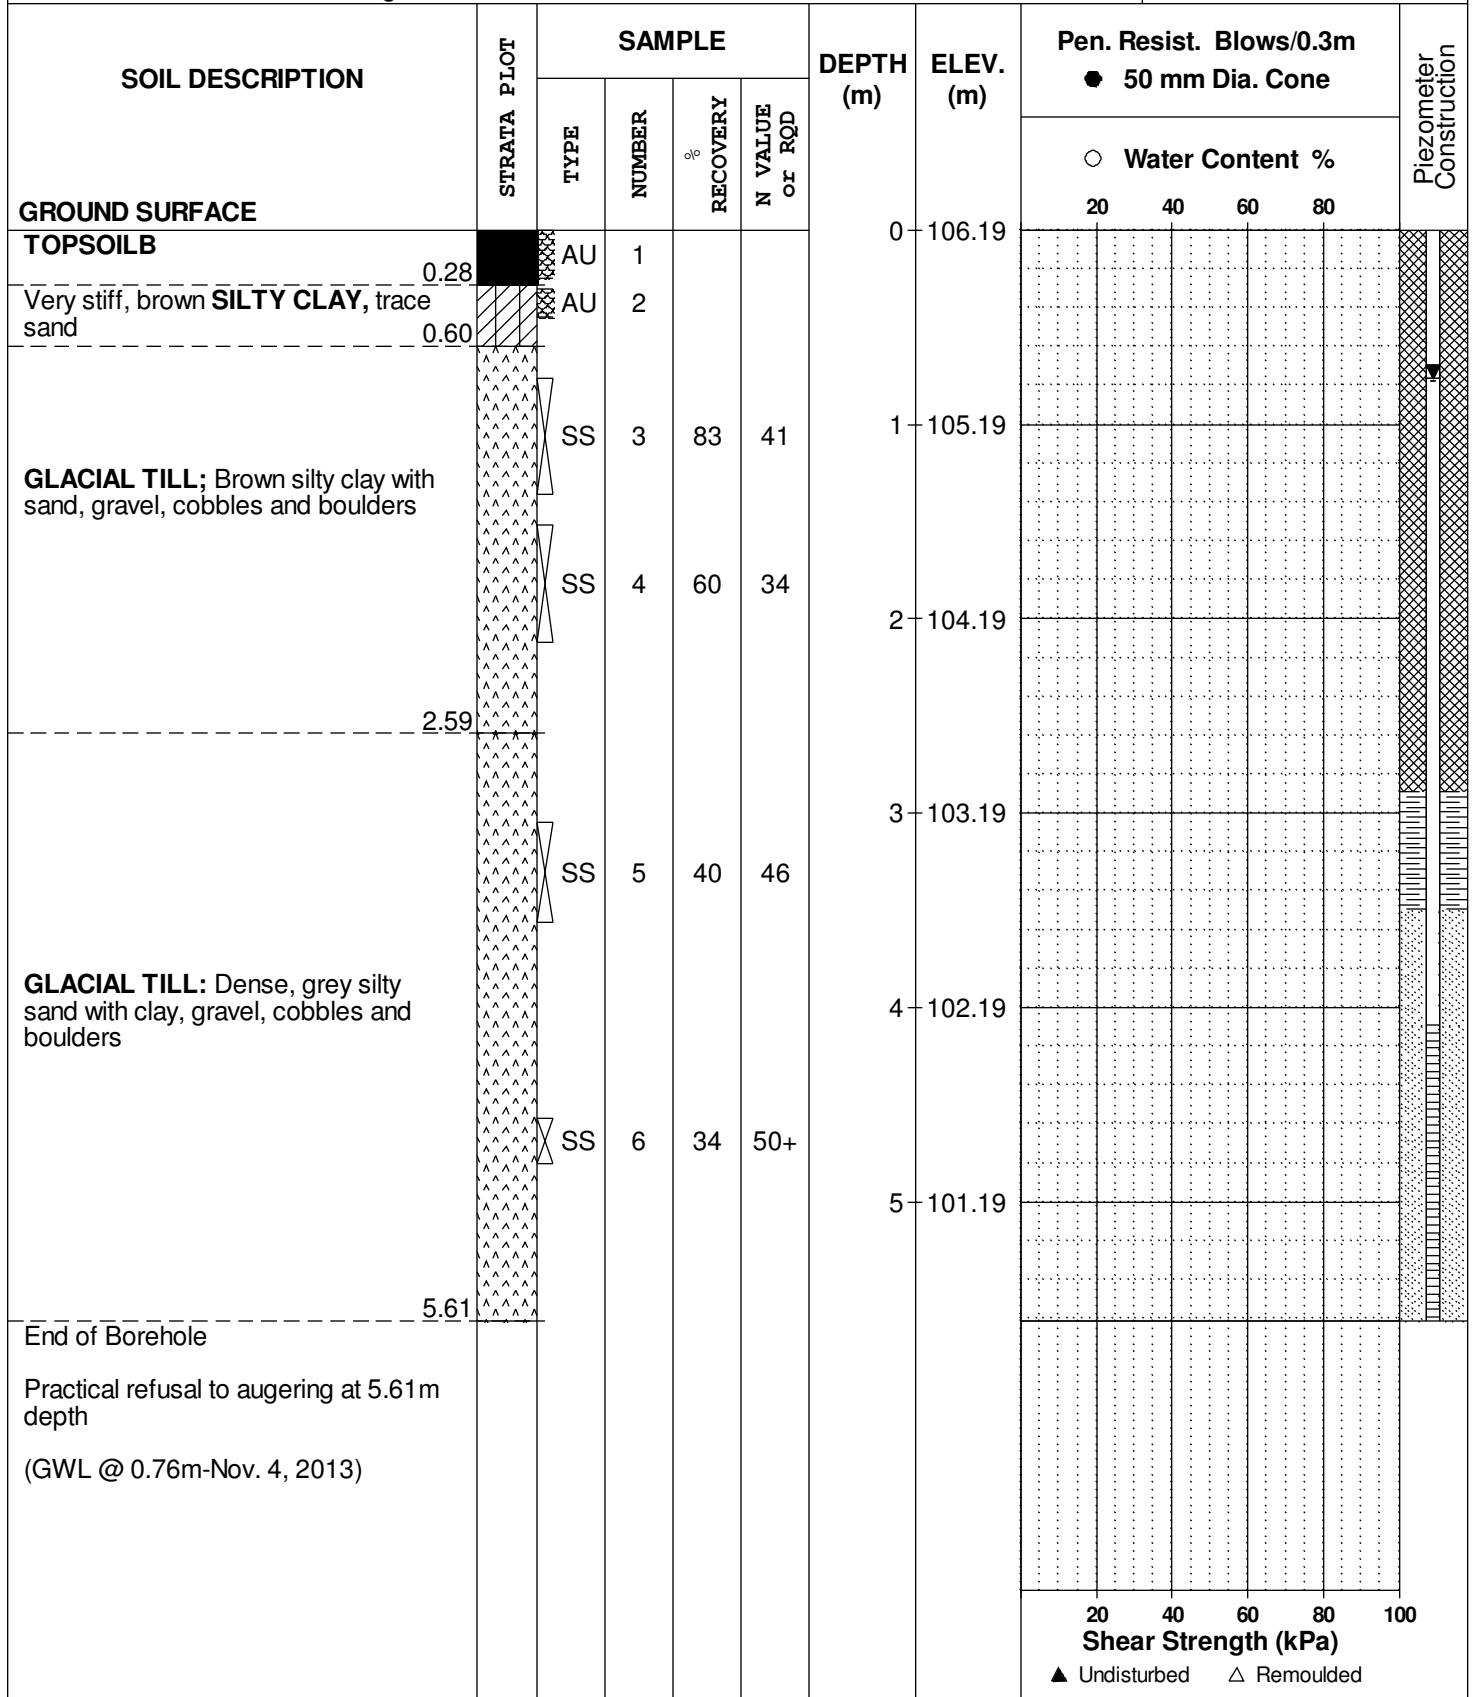 SOIL DESCRIPTION
GROUND SURFACE
STRATA PLOT
SAMPLE
TYPE
NUMBER
%
RECOVERY
N VALUE
or RQD
DEPTH
(m)
ELEV.
(m)
Pen. Resist. Blows/0.3m
● 50 mm Dia. Cone
○ Water Content %
20 40 60 80
Piezometer
Construction
0 106.19
TOPSOILB
0.28
AU 1
Very stiff, brown SILTY CLAY, trace
sand
0.60
AU 2
SS 3 83 41
1 105.19
GLACIAL TILL; Brown silty clay with
sand, gravel, cobbles and boulders
SS 4 60 34
2 104.19
2.59
3 103.19
SS 5 40 46
GLACIAL TILL: Dense, grey silty
sand with clay, gravel, cobbles and
boulders
4 102.19
SS 6 34 50+
5 101.19
5.61
End of Borehole
Practical refusal to augering at 5.61m
depth
(GWL @ 0.76m-Nov. 4, 2013)
20 40 60 80 100
Shear Strength (kPa)
▲ Undisturbed △ Remoulded